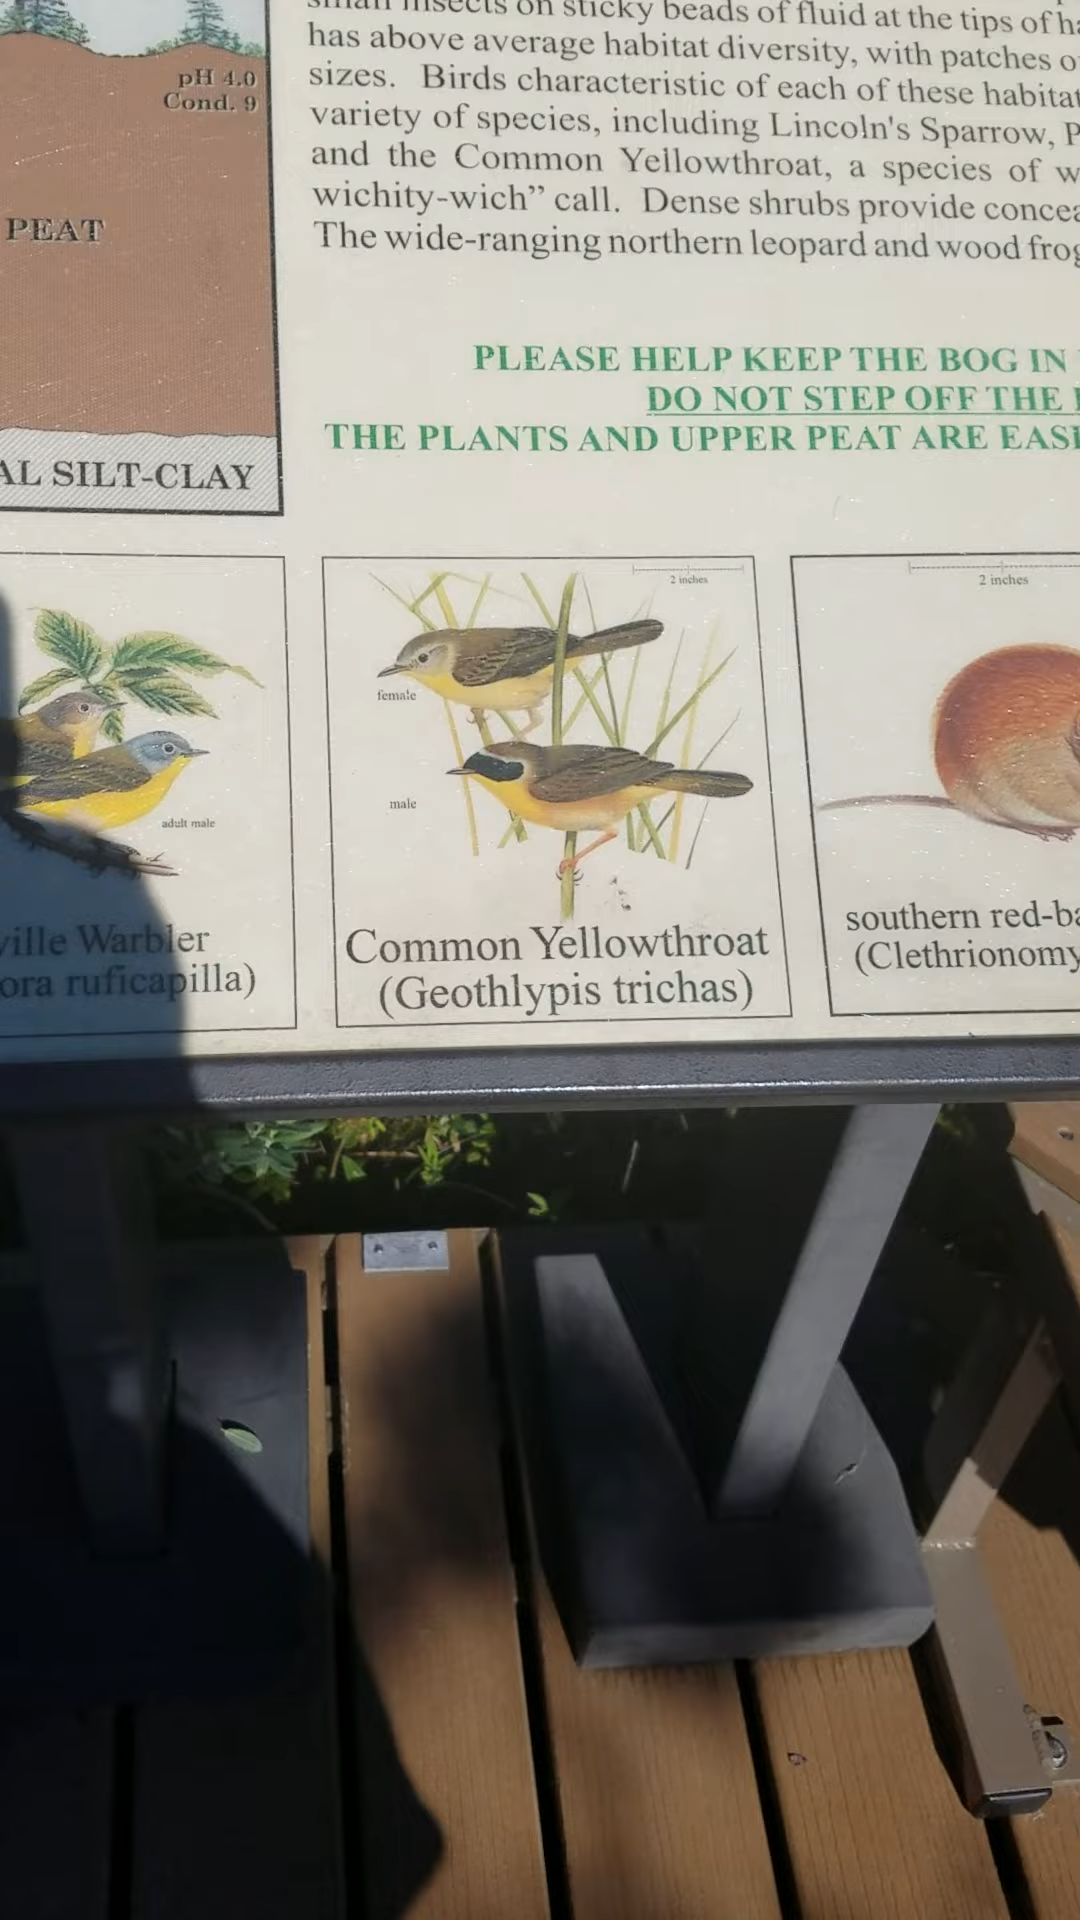 small insects on sticky beads of fluid at the tips of
has above average habitat diversity, with patches
sizes. Birds characteristic of each of these habitat
variety of species, including Lincoln's Sparrow,
and the Common Yellowthroat, a species of
wichity-wich” call. Dense shrubs provide
The wide-ranging northern leopard and wood frog
pH 4.0
Cond. 9
PEAT
SILT-CLAY
PLEASE HELP KEEP THE BOG IN
DO NOT STEP OFF THE
THE PLANTS AND UPPER PEAT ARE
adult male
ville Warbler
ora ruficapilla)
2 inches
female
male
Common Yellowthroat
(Geothlypis trichas)
2 inches
southern red-ba
(Clethrionomy